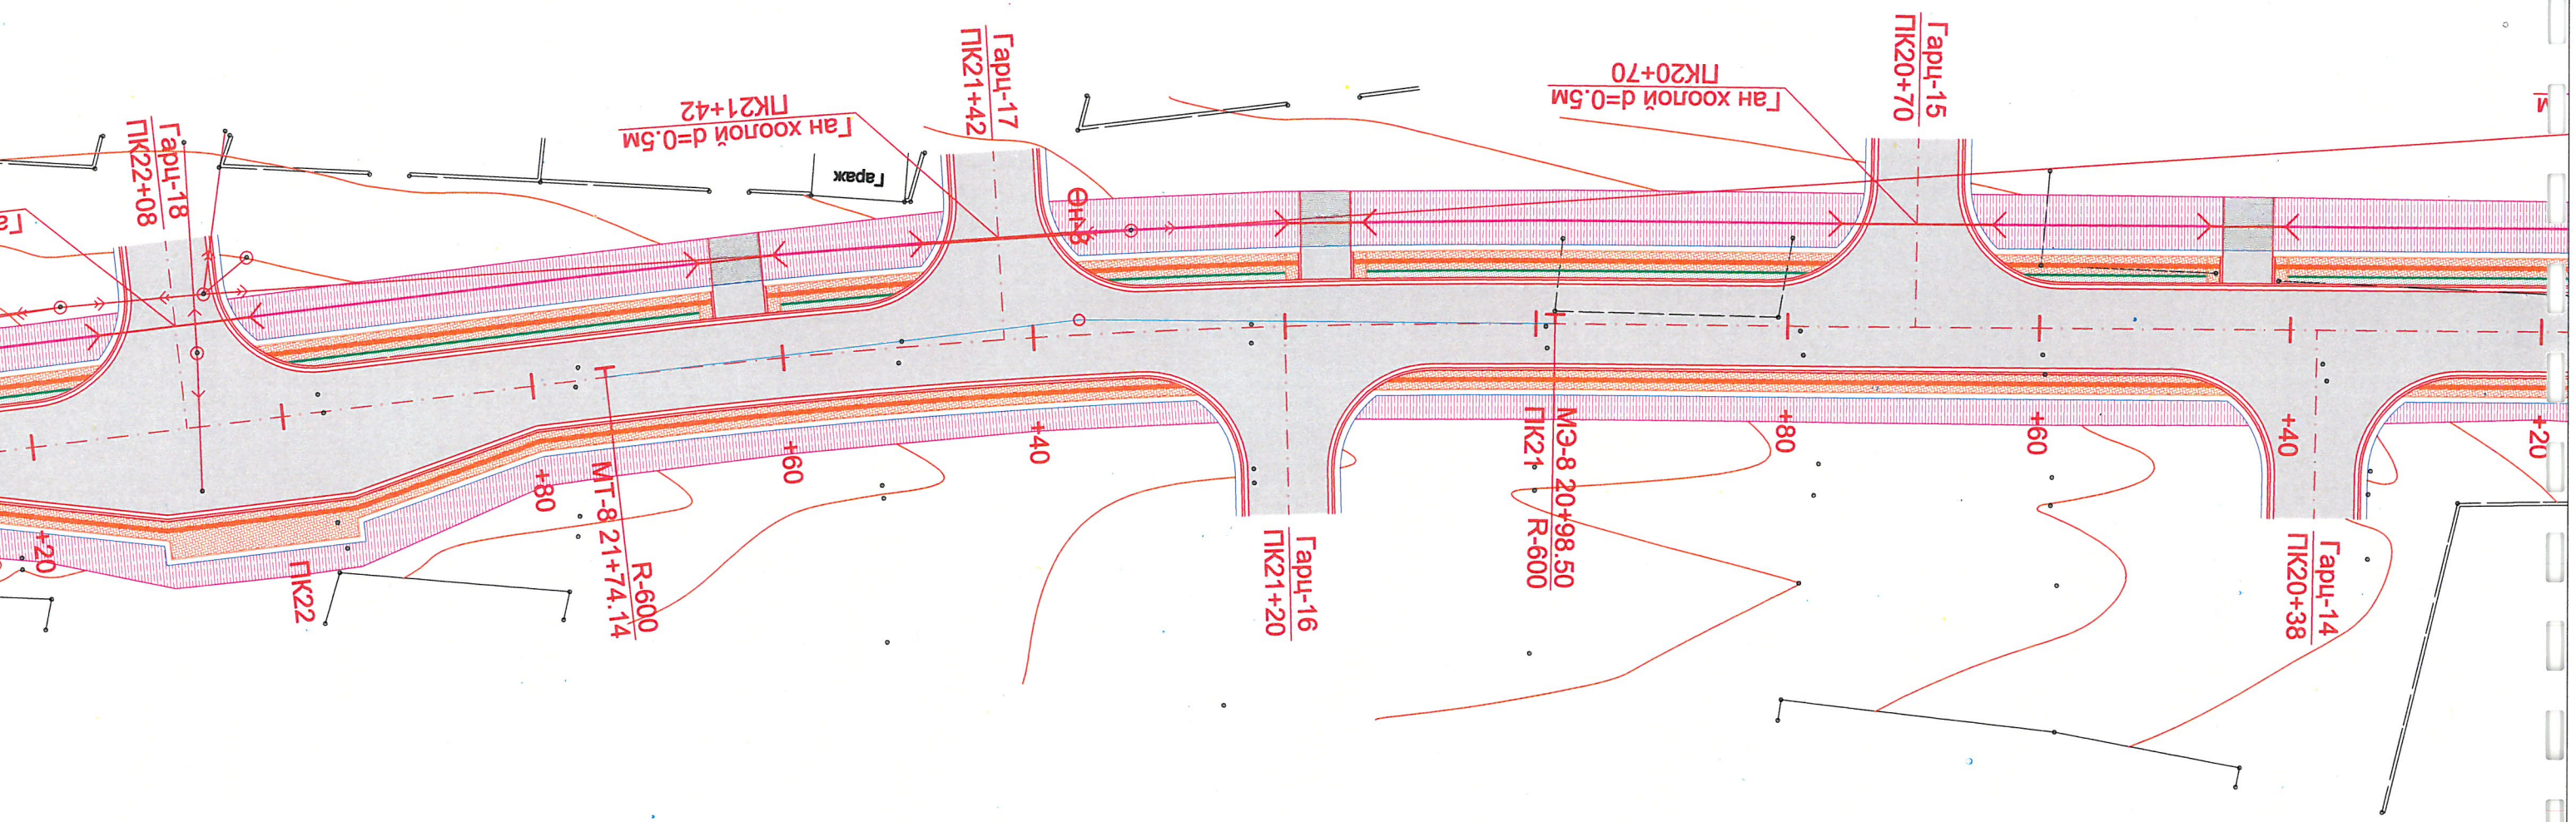 Гарц-18
ПК22+08
Ган хоолой d=0.5м
ПК21+42
Гараж
Гарц-17
ПК21+42
Өн-8
Ган хоолой d=0.5м
ПК20+70
Гарц-15
ПК20+70
+20
ПК22
+80
МТ-8 21+74.14
R-600
+60
+40
Гарц-16
ПК21+20
МЭ-8 20+98.50
ПК21
R-600
+80
+60
+40
Гарц-14
ПК20+38
+20